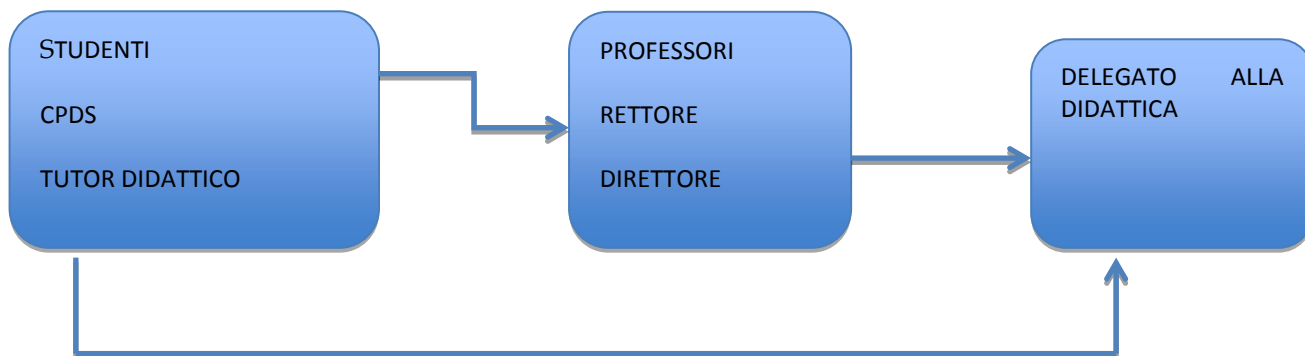 STUDENTI
CPDS
TUTOR DIDATTICO
PROFESSORI
RETTORE
DIRETTORE
DELEGATO ALLA
DIDATTICA